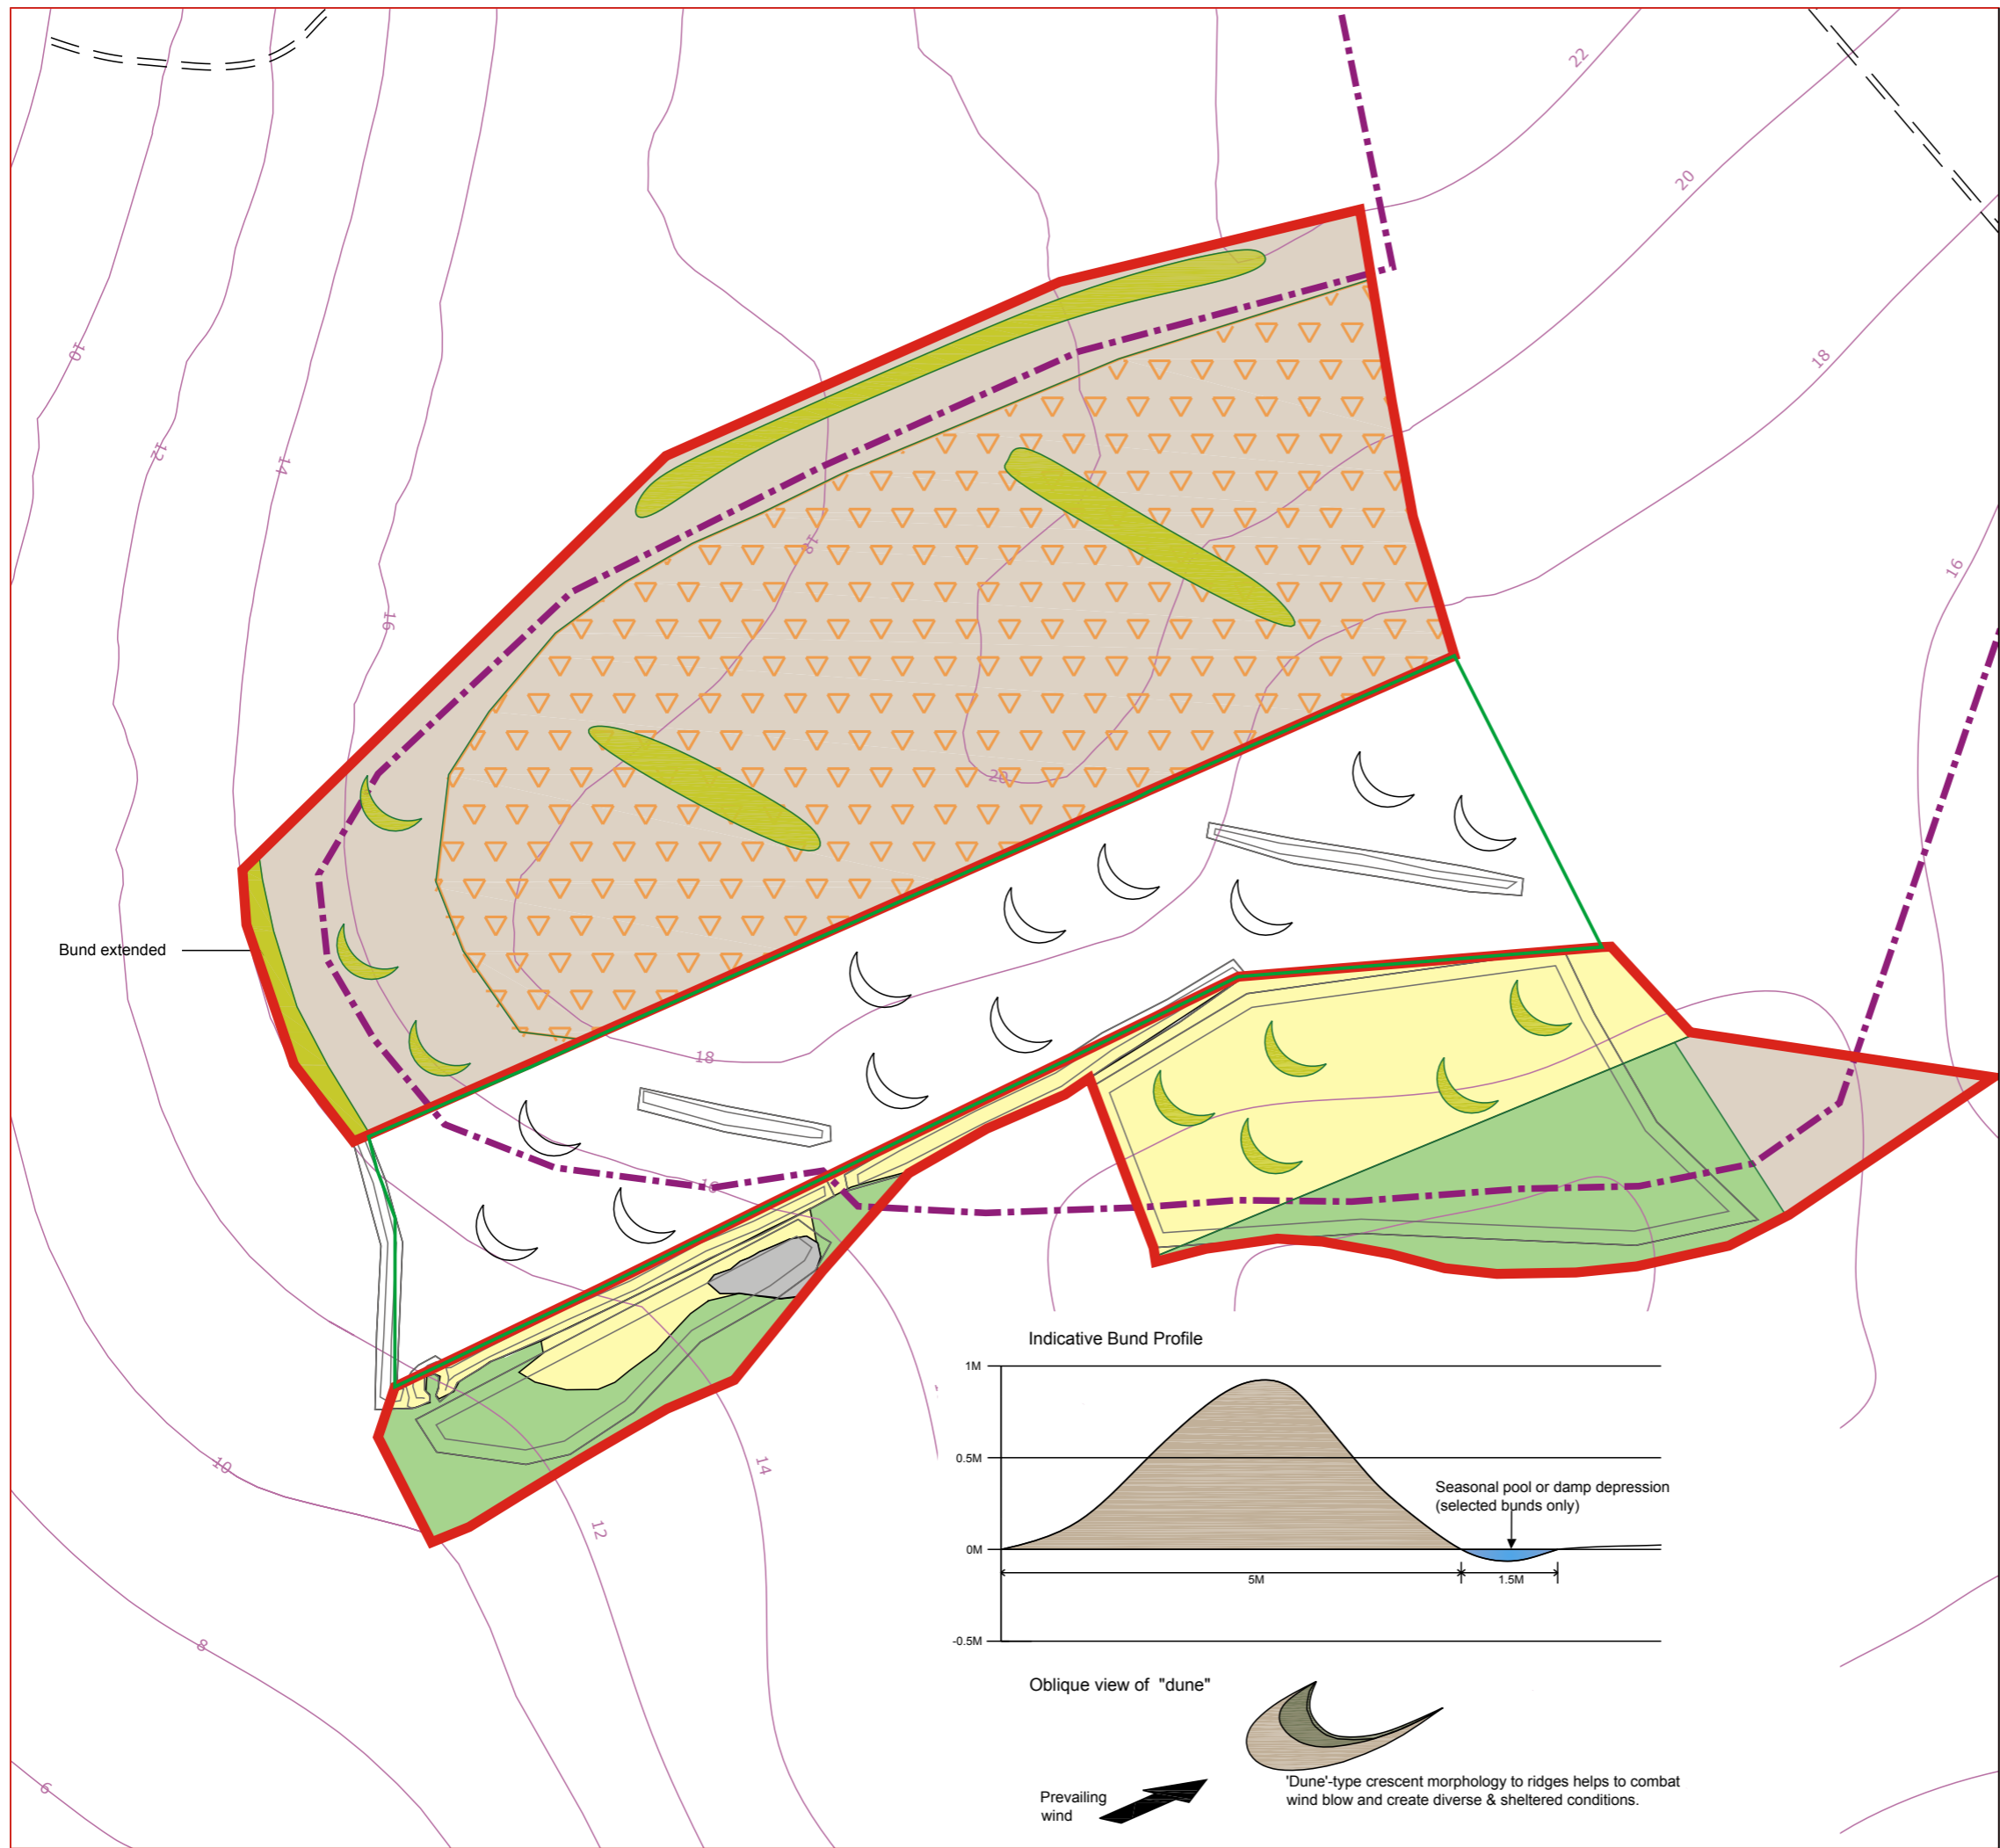 22
20
18
16
10
12
14
16
18
20
Bund extended
18
16
10
14
12
8
6
Indicative Bund Profile
1M
0.5M
Seasonal pool or damp depression
(selected bunds only)
0M
5M
1.5M
-0.5M
Oblique view of "dune"
'Dune'-type crescent morphology to ridges helps to combat
wind blow and create diverse & sheltered conditions.
Prevailing
wind